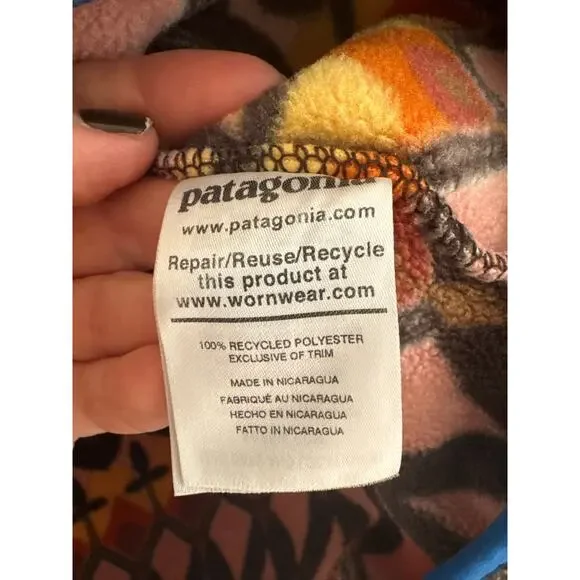 patagonia
www.patagonia.com
Repair/Reuse/Recycle
this product at
www.wornwear.com
100% RECYCLED POLYESTER
EXCLUSIVE OF TRIM
MADE IN NICARAGUA
FABRIQUÉ AU NICARAGUA
HECHO EN NICARAGUA
FATTO IN NICARAGUA